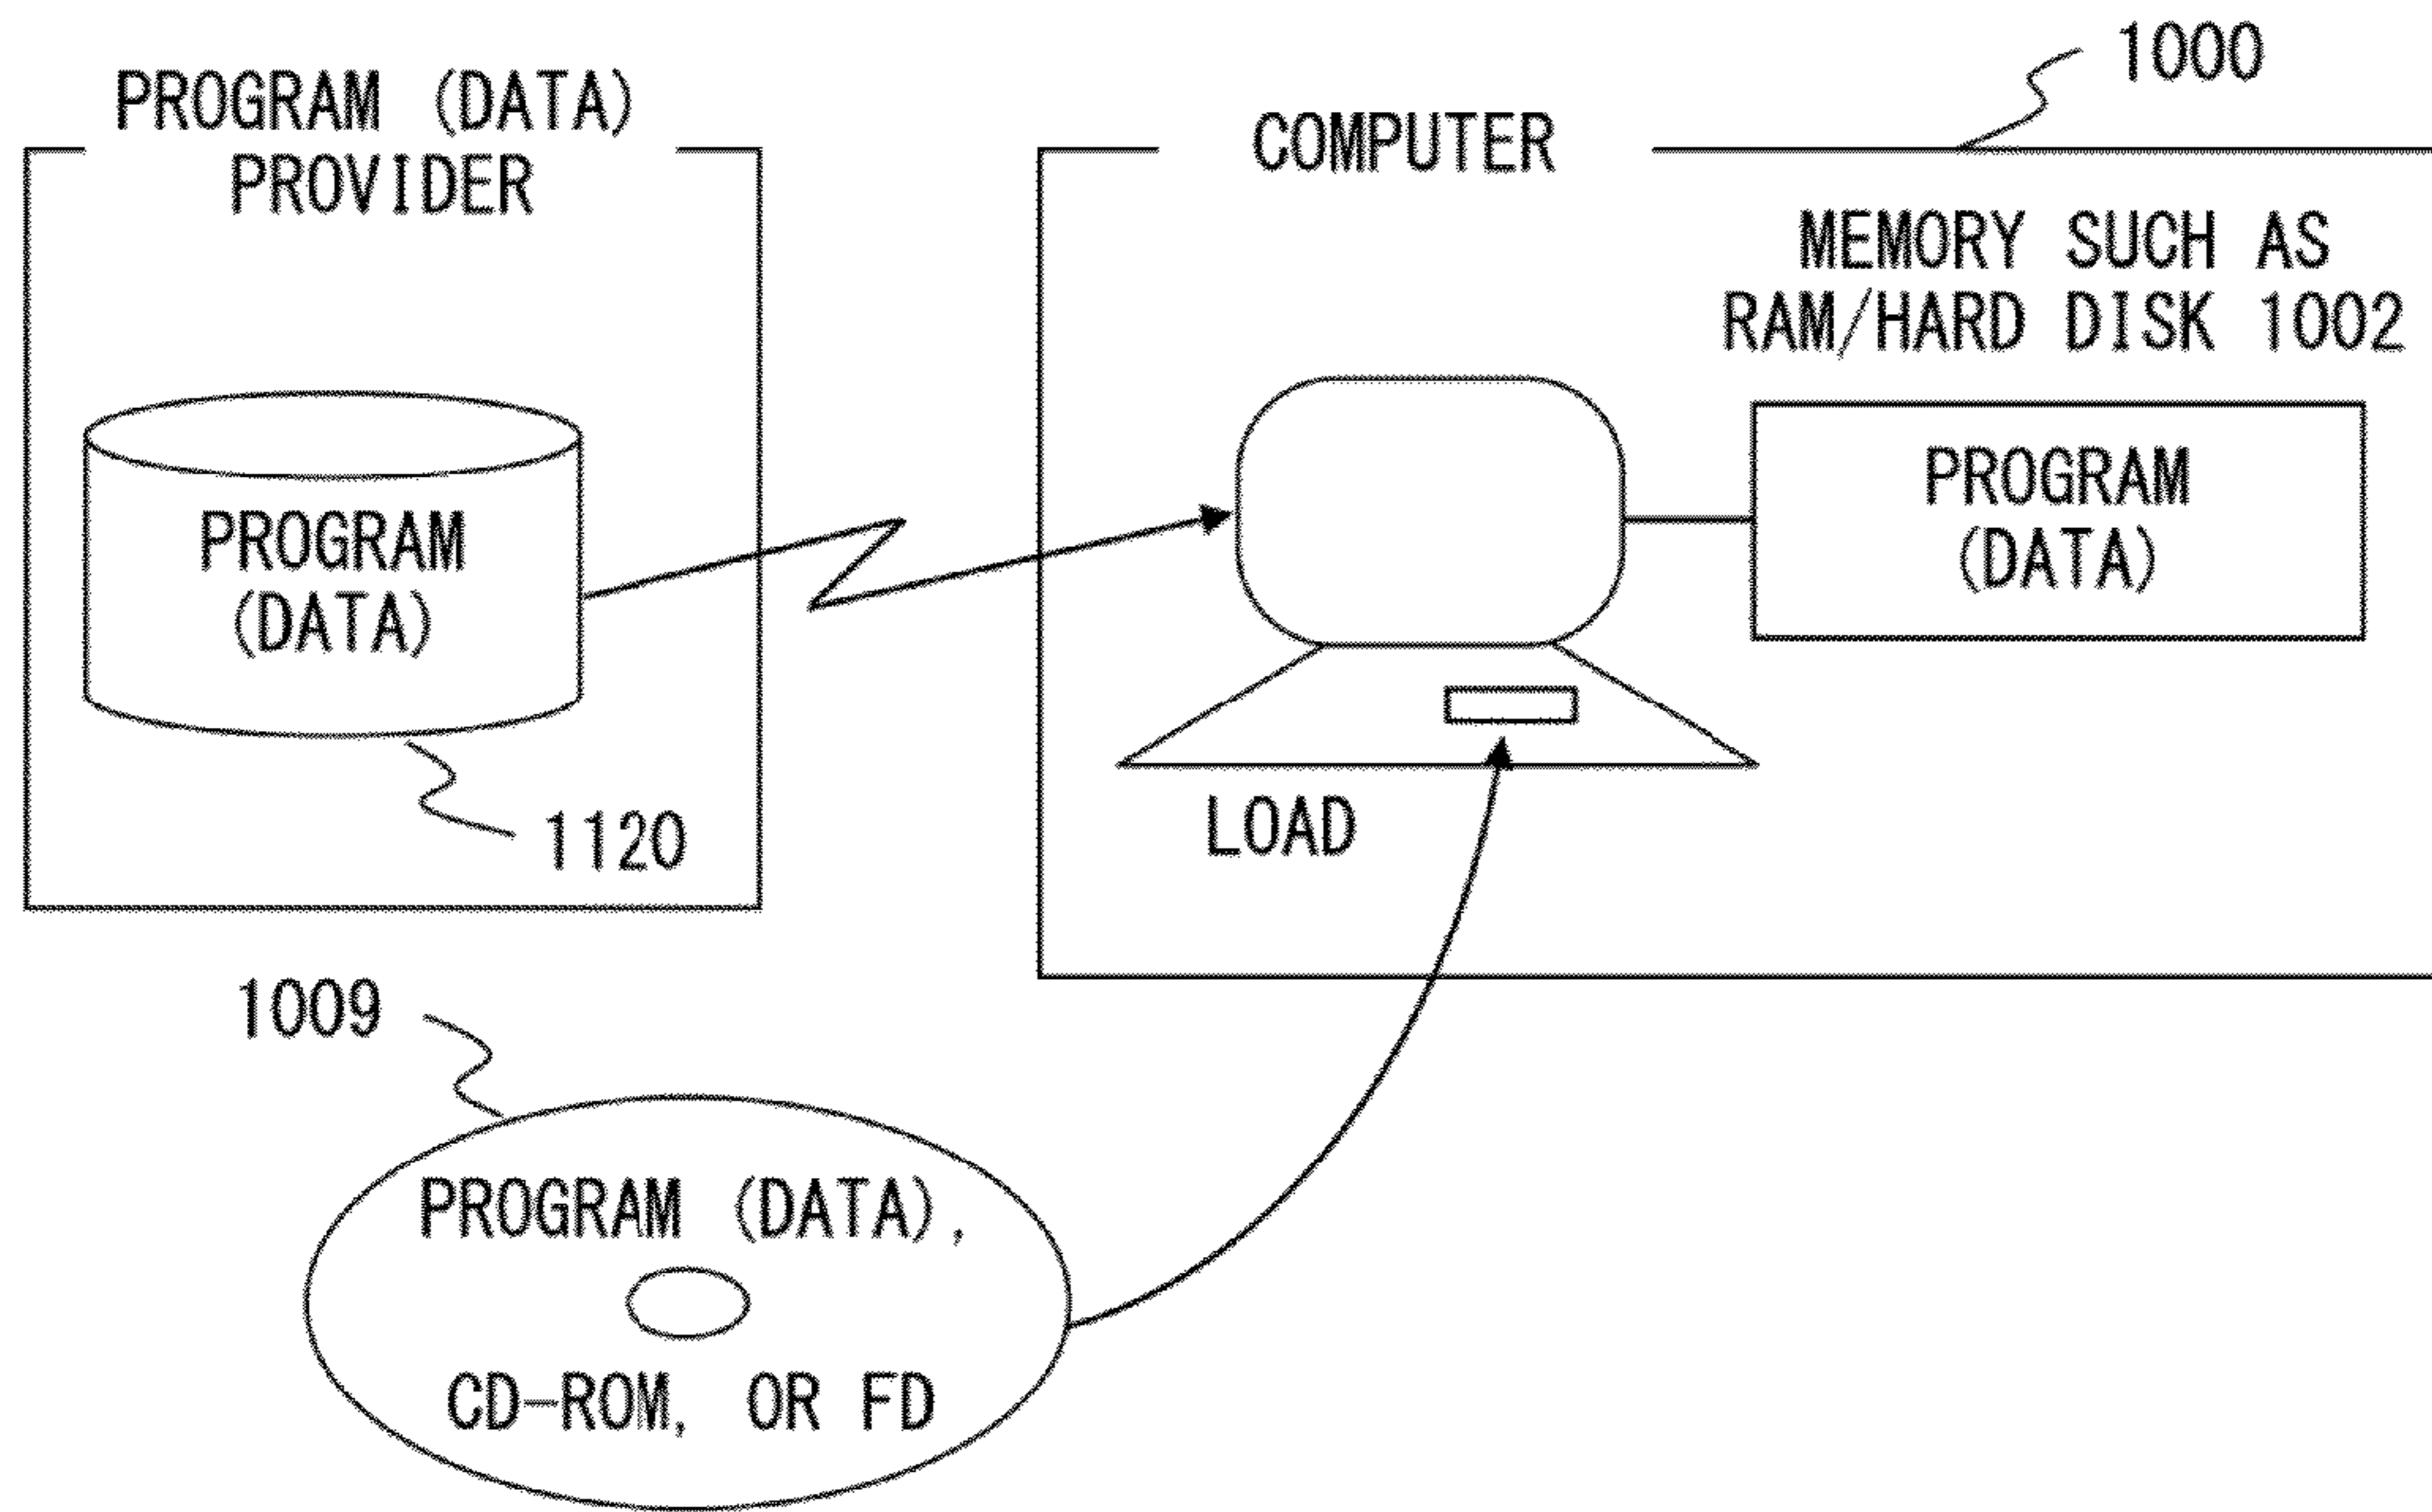 PROGRAM (DATA)
PROVIDER
PROGRAM
(DATA)
1120
COMPUTER
1000
MEMORY SUCH AS
RAM/HARD DISK 1002
PROGRAM
(DATA)
LOAD
1009
PROGRAM (DATA),
CD-ROM, OR FD